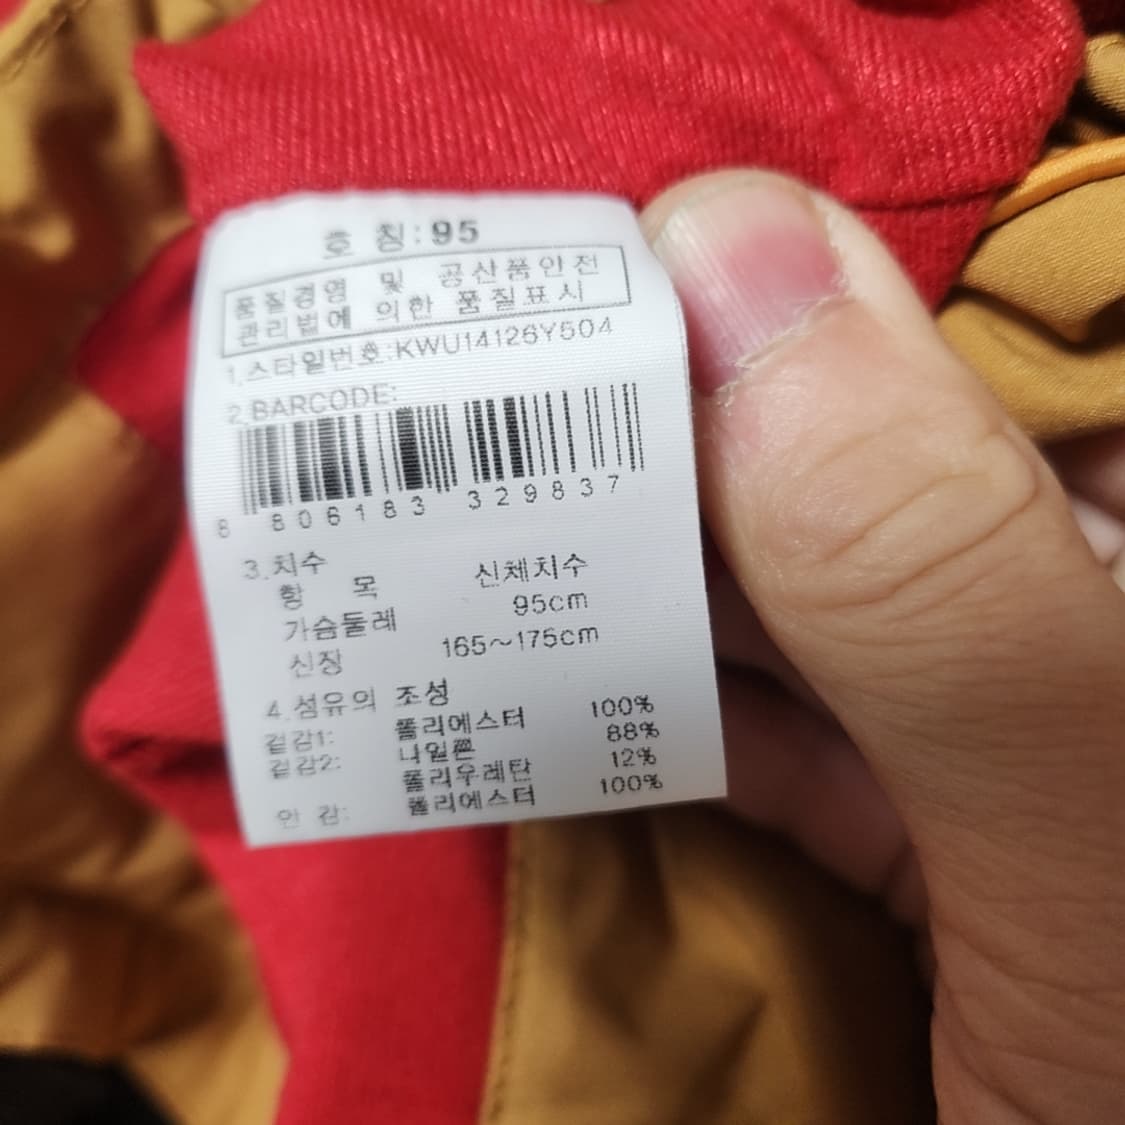 호 칭:95
품질경영 및 공산품안전
관리법에 의한 품질표시
1.스타일번호:KWU14126Y504
2.BARCODE:
8 806183 329837
3.치수
항 목 신체치수
가슴둘레 95cm
신장 165~175cm
4.섬유의 조성
겉감1: 폴리에스터 100%
겉감2: 나일론 88%
폴리우레탄 12%
안 감: 폴리에스터 100%